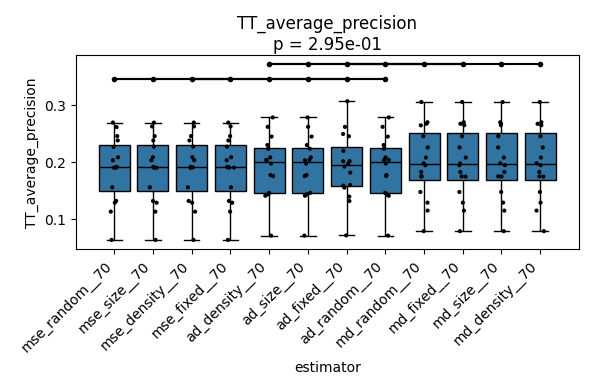 TT_average_precision
p = 2.95e-01
TT_average_precision
0.3
0.2
0.1
mse_random__70
mse_size__70
mse_density__70
mse_fixed__70
ad_density__70
ad_size__70
ad_fixed__70
ad_random__70
md_random__70
md_fixed__70
md_size__70
md_density__70
estimator